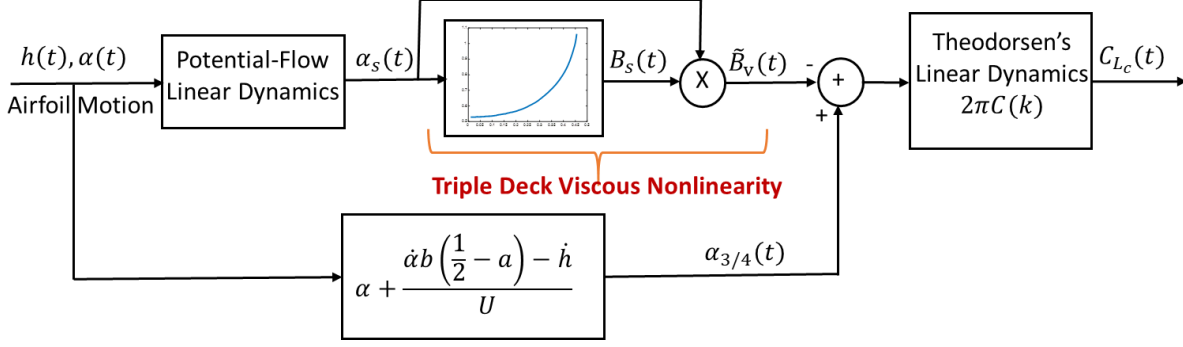 h(t), α(t)
Airfoil Motion
Potential-Flow
Linear Dynamics
α_s(t)
B_s(t)
X
B̃_v(t)
-
+
+
Theodorsen's
Linear Dynamics
2πC(k)
C_{L_c}(t)
Triple Deck Viscous Nonlinearity
α + (α̇b(1/2 − a) − ḣ)/U
α_{3/4}(t)